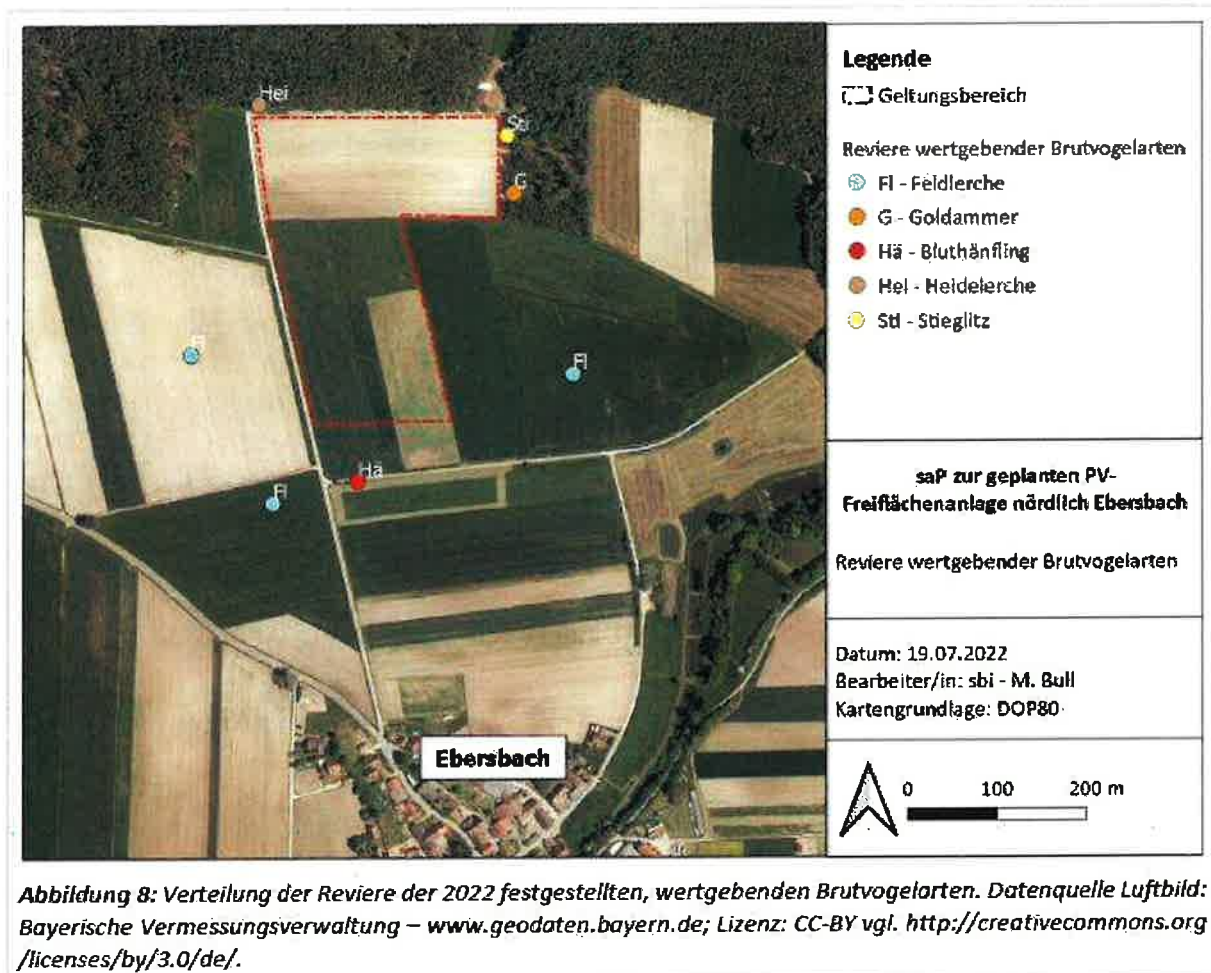 Hei
Stl
G
Fl
Fl
Hä
Fl
Ebersbach
Legende
Geltungsbereich
Reviere wertgebender Brutvogelarten
Fl - Feldlerche
G - Goldammer
Hä - Bluthänfling
Hei - Heidelerche
Stl - Stieglitz
saP zur geplanten PV-
Freiflächenanlage nördlich Ebersbach
Reviere wertgebender Brutvogelarten
Datum: 19.07.2022
Bearbeiter/in: sbi - M. Bull
Kartengrundlage: DOP80
0 100 200 m
Abbildung 8: Verteilung der Reviere der 2022 festgestellten, wertgebenden Brutvogelarten. Datenquelle Luftbild:
Bayerische Vermessungsverwaltung – www.geodaten.bayern.de; Lizenz: CC-BY vgl. http://creativecommons.org
/licenses/by/3.0/de/.